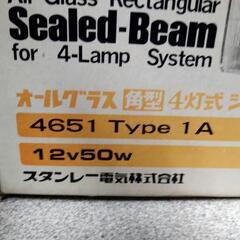 All Glass Rectangular
Sealed-Beam
for 4-Lamp System
オールグラス 角型 4灯式シ
4651 Type 1A
12v50w
スタンレー電気株式会社